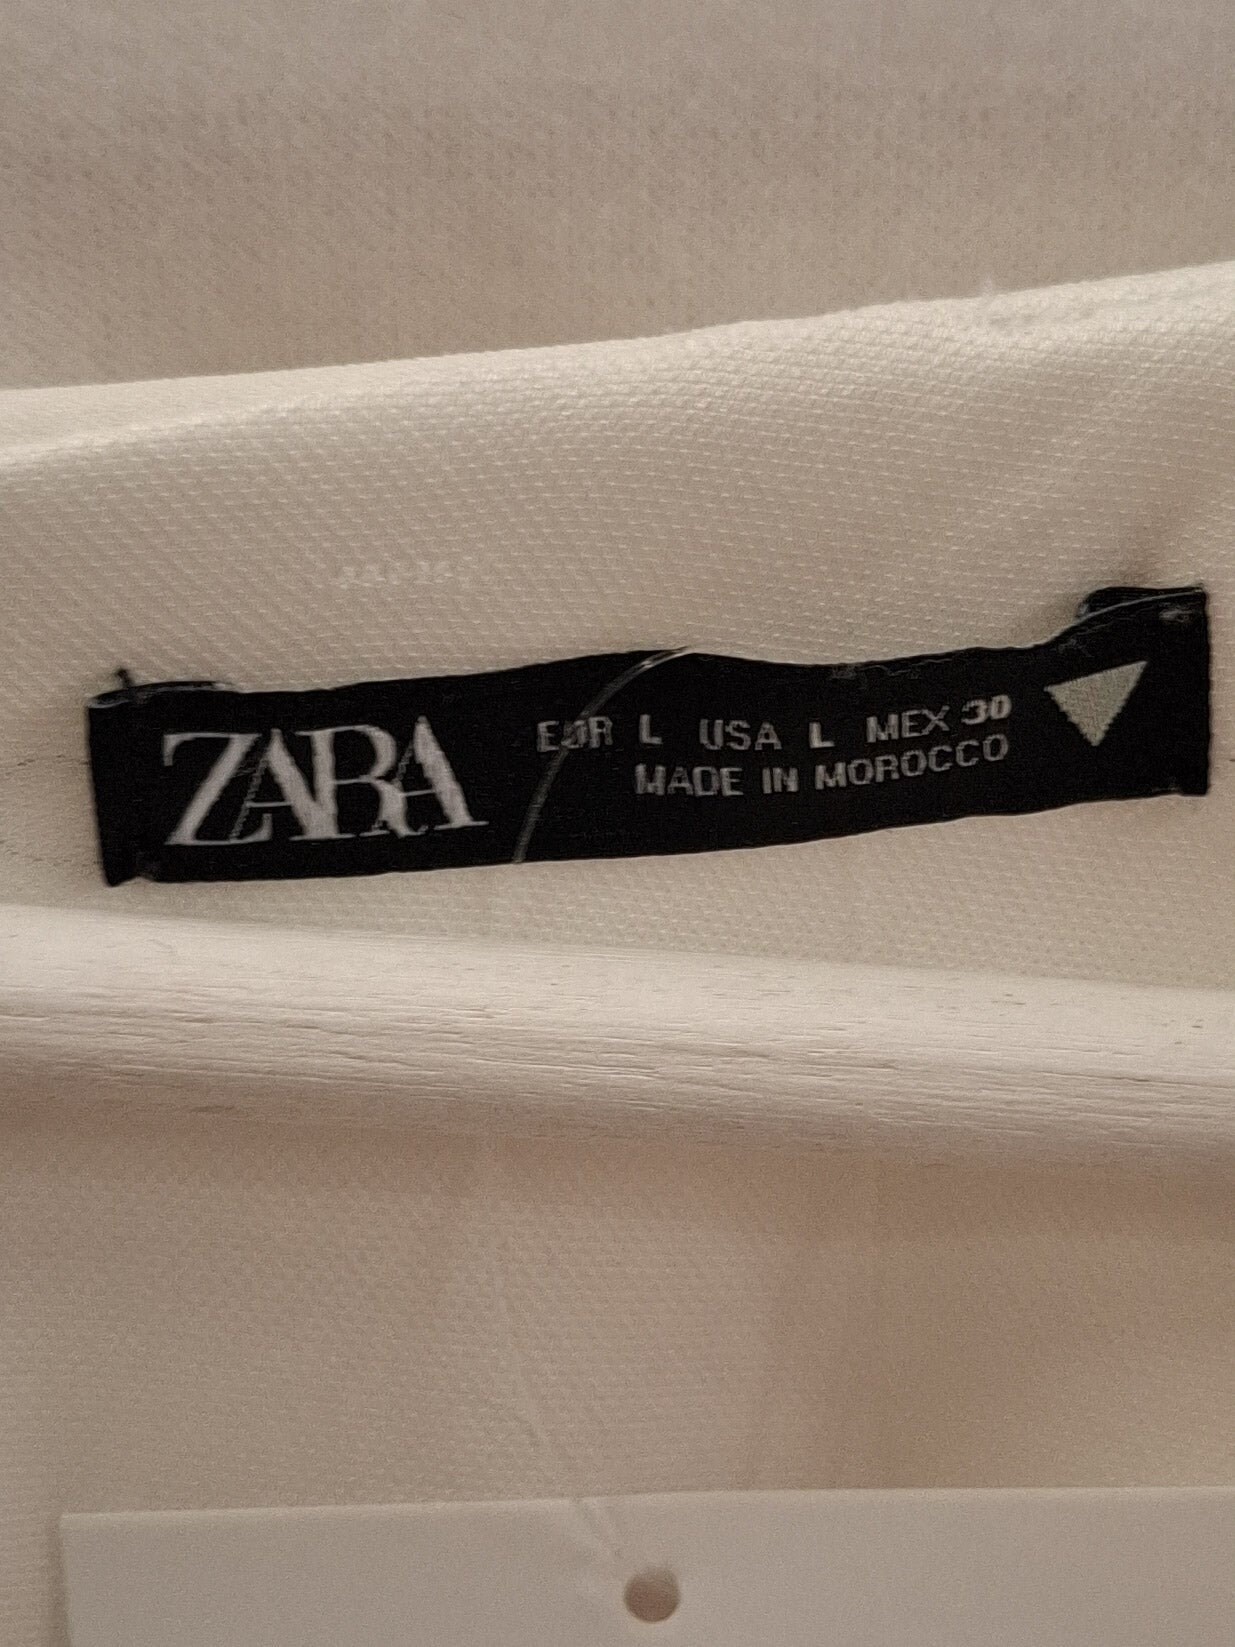 ZARA
EUR L USA L MEX 30
MADE IN MOROCCO